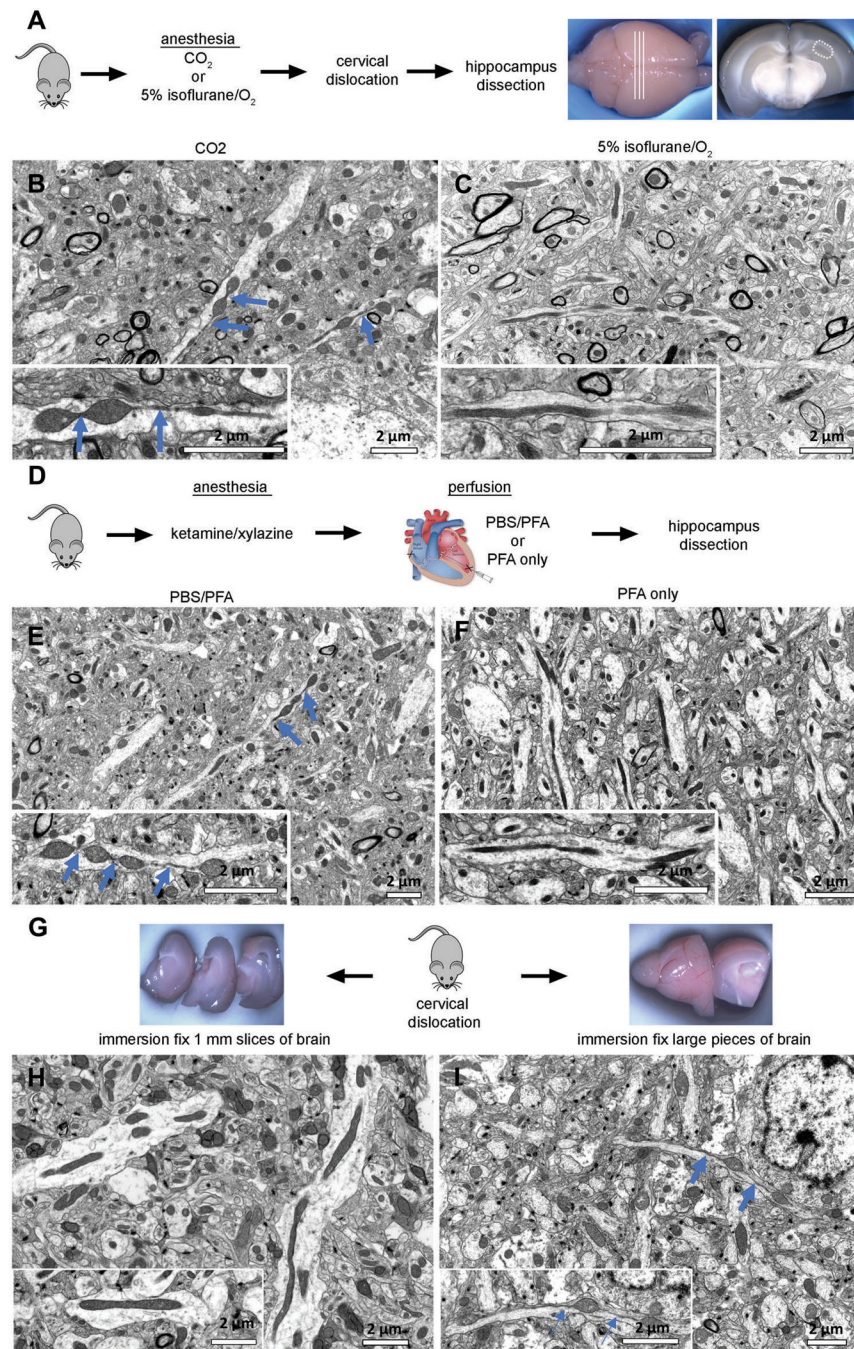 A
anesthesia
CO₂
or
5% isoflurane/O₂
cervical
dislocation
hippocampus
dissection
CO2
5% isoflurane/O₂
B
C
2 µm
2 µm
2 µm
2 µm
D
anesthesia
ketamine/xylazine
perfusion
PBS/PFA
or
PFA only
hippocampus
dissection
PBS/PFA
PFA only
E
F
2 µm
2 µm
2 µm
2 µm
G
cervical
dislocation
immersion fix 1 mm slices of brain
immersion fix large pieces of brain
H
I
2 µm
2 µm
2 µm
2 µm